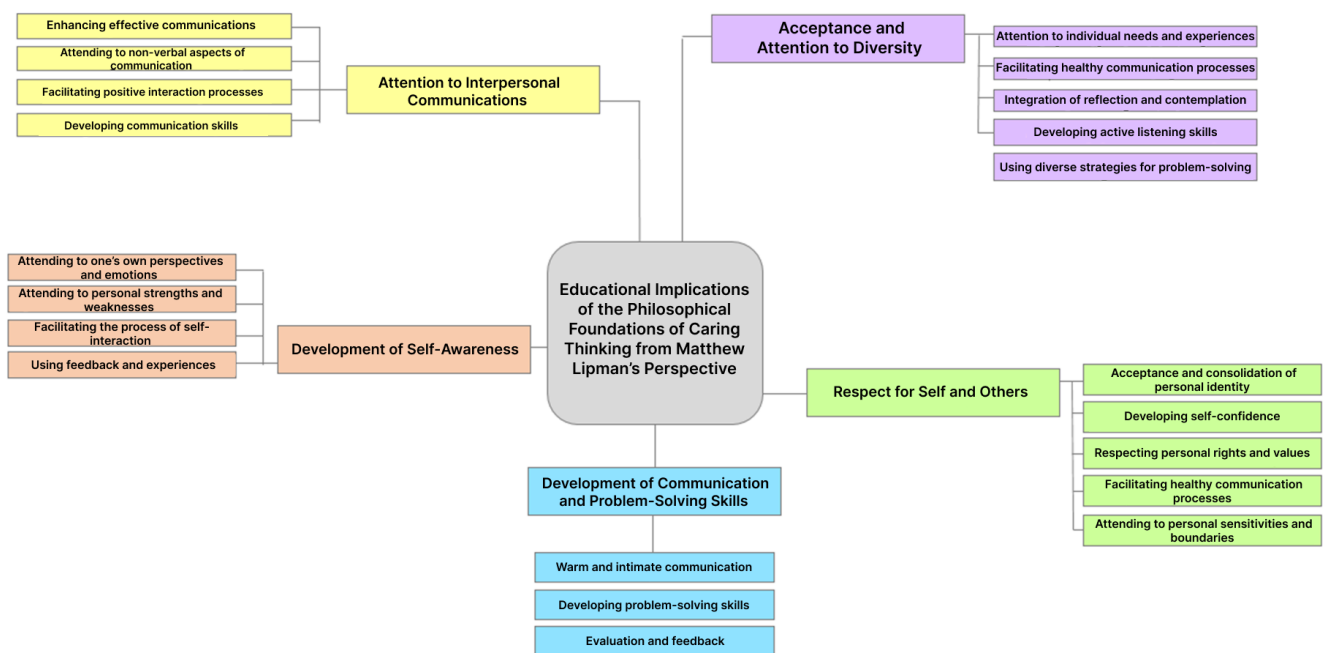 Enhancing effective communications
Attending to non-verbal aspects of
communication
Facilitating positive interaction processes
Developing communication skills
Attention to Interpersonal
Communications
Acceptance and
Attention to Diversity
Attention to individual needs and experiences
Facilitating healthy communication processes
Integration of reflection and contemplation
Developing active listening skills
Using diverse strategies for problem-solving
Attending to one's own perspectives
and emotions
Attending to personal strengths and
weaknesses
Facilitating the process of self-
interaction
Using feedback and experiences
Development of Self-Awareness
Educational Implications
of the Philosophical
Foundations of Caring
Thinking from Matthew
Lipman's Perspective
Respect for Self and Others
Acceptance and consolidation of
personal identity
Developing self-confidence
Respecting personal rights and values
Facilitating healthy communication
processes
Attending to personal sensitivities and
boundaries
Development of Communication
and Problem-Solving Skills
Warm and intimate communication
Developing problem-solving skills
Evaluation and feedback